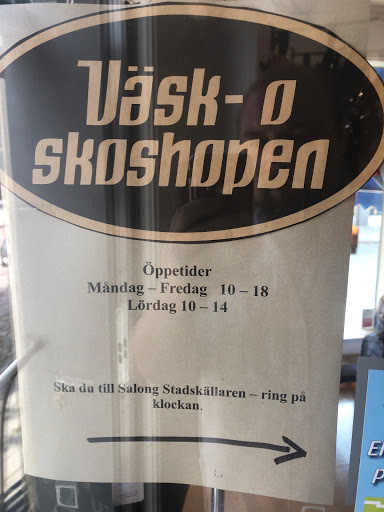 Väsk- o
skoshopen
Öppetider
Måndag – Fredag 10 – 18
Lördag 10 – 14
Ska du till Salong Stadskällaren – ring på
klockan.